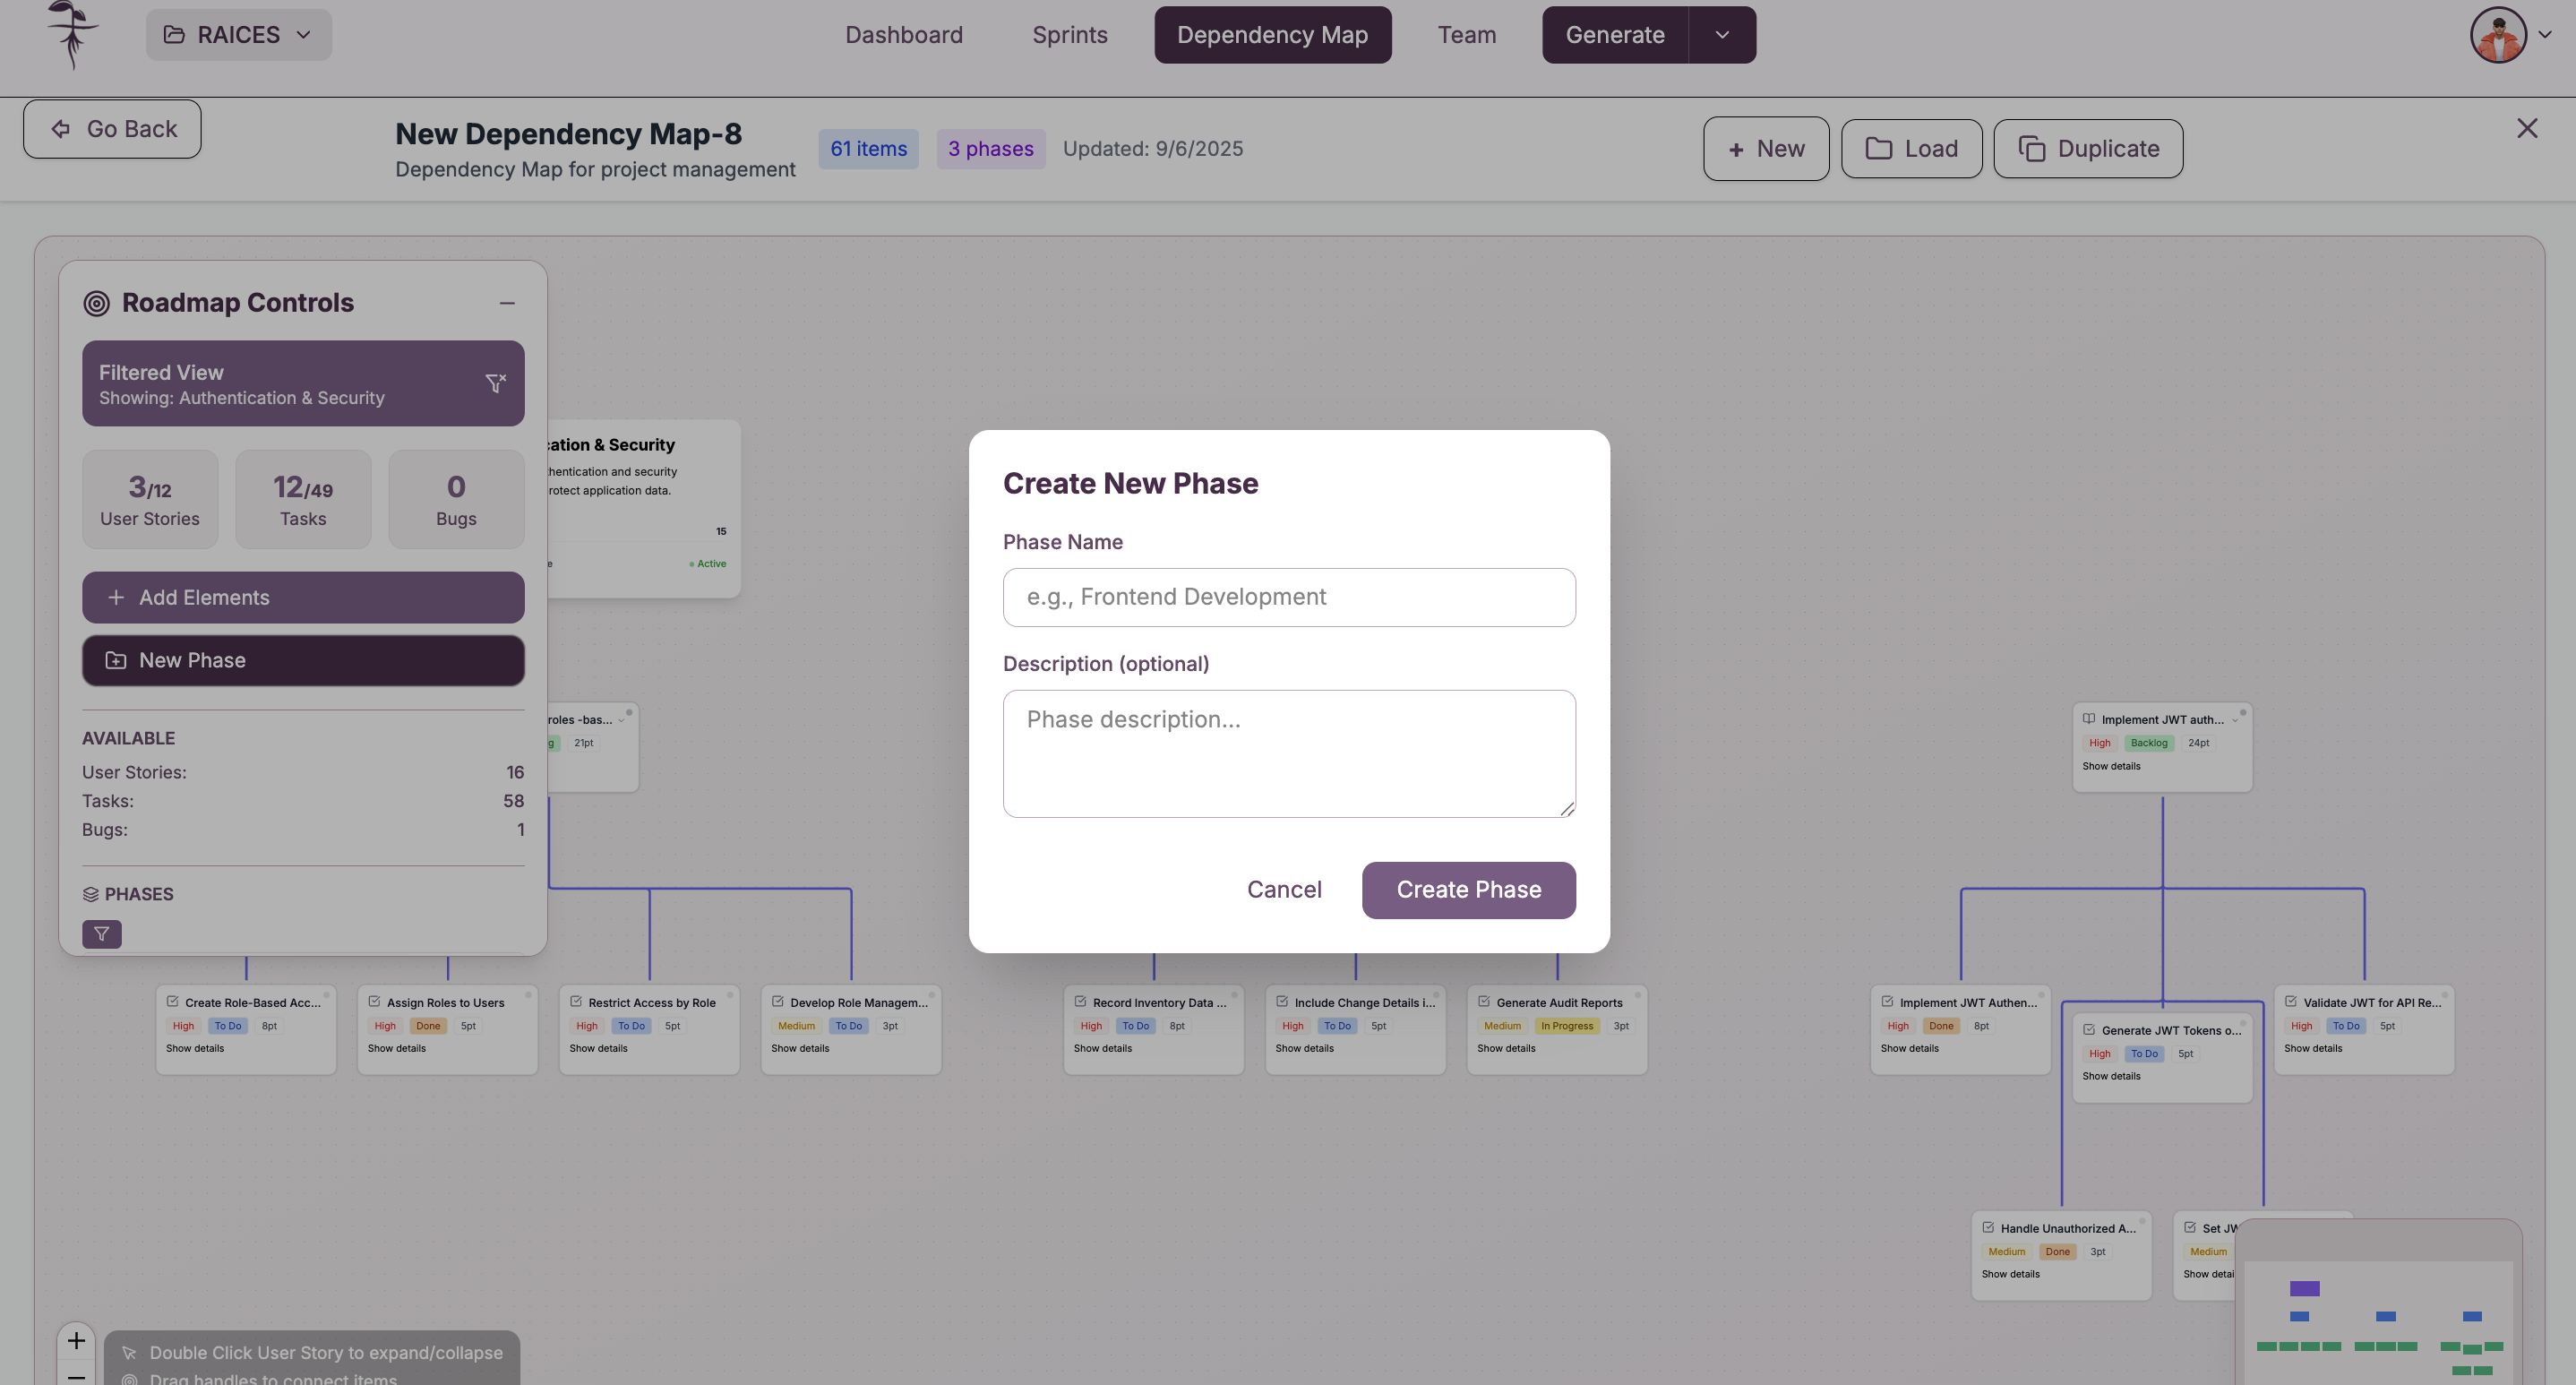 RAICES
Dashboard
Sprints
Dependency Map
Team
Generate
Go Back
New Dependency Map-8
Dependency Map for project management
61 items
3 phases
Updated: 9/6/2025
+ New
Load
Duplicate
Roadmap Controls
Filtered View
Showing: Authentication & Security
3/12
User Stories
12/49
Tasks
0
Bugs
+ Add Elements
New Phase
AVAILABLE
User Stories: 16
Tasks: 58
Bugs: 1
PHASES
cation & Security
hentication and security
rotect application data.
15
e
Active
roles -bas...
g 21pt
Create New Phase
Phase Name
e.g., Frontend Development
Description (optional)
Phase description...
Cancel
Create Phase
Implement JWT auth...
High Backlog 24pt
Show details
Create Role-Based Acc...
High To Do 8pt
Show details
Assign Roles to Users
High Done 5pt
Show details
Restrict Access by Role
High To Do 5pt
Show details
Develop Role Managem...
Medium To Do 3pt
Show details
Record Inventory Data ...
High To Do 8pt
Show details
Include Change Details i...
High To Do 5pt
Show details
Generate Audit Reports
Medium In Progress 3pt
Show details
Implement JWT Authen...
High Done 8pt
Show details
Generate JWT Tokens o...
High To Do 5pt
Show details
Validate JWT for API Re...
High To Do 5pt
Show details
Handle Unauthorized A...
Medium Done 3pt
Show details
Set JW
Medium
Show detai
Double Click User Story to expand/collapse
Drag handles to connect items